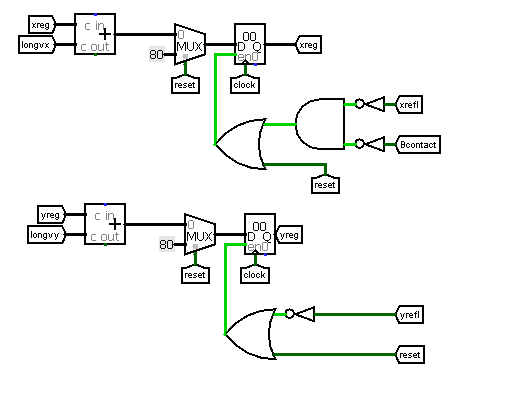 xreg
longvx
c in
+
c out
80
0
MUX
reset
00
D Q
en0
clock
xreg
xrefl
Bcontact
reset
yreg
longvy
c in
+
c out
80
0
MUX
reset
00
D Q
en0
clock
yreg
yrefl
reset